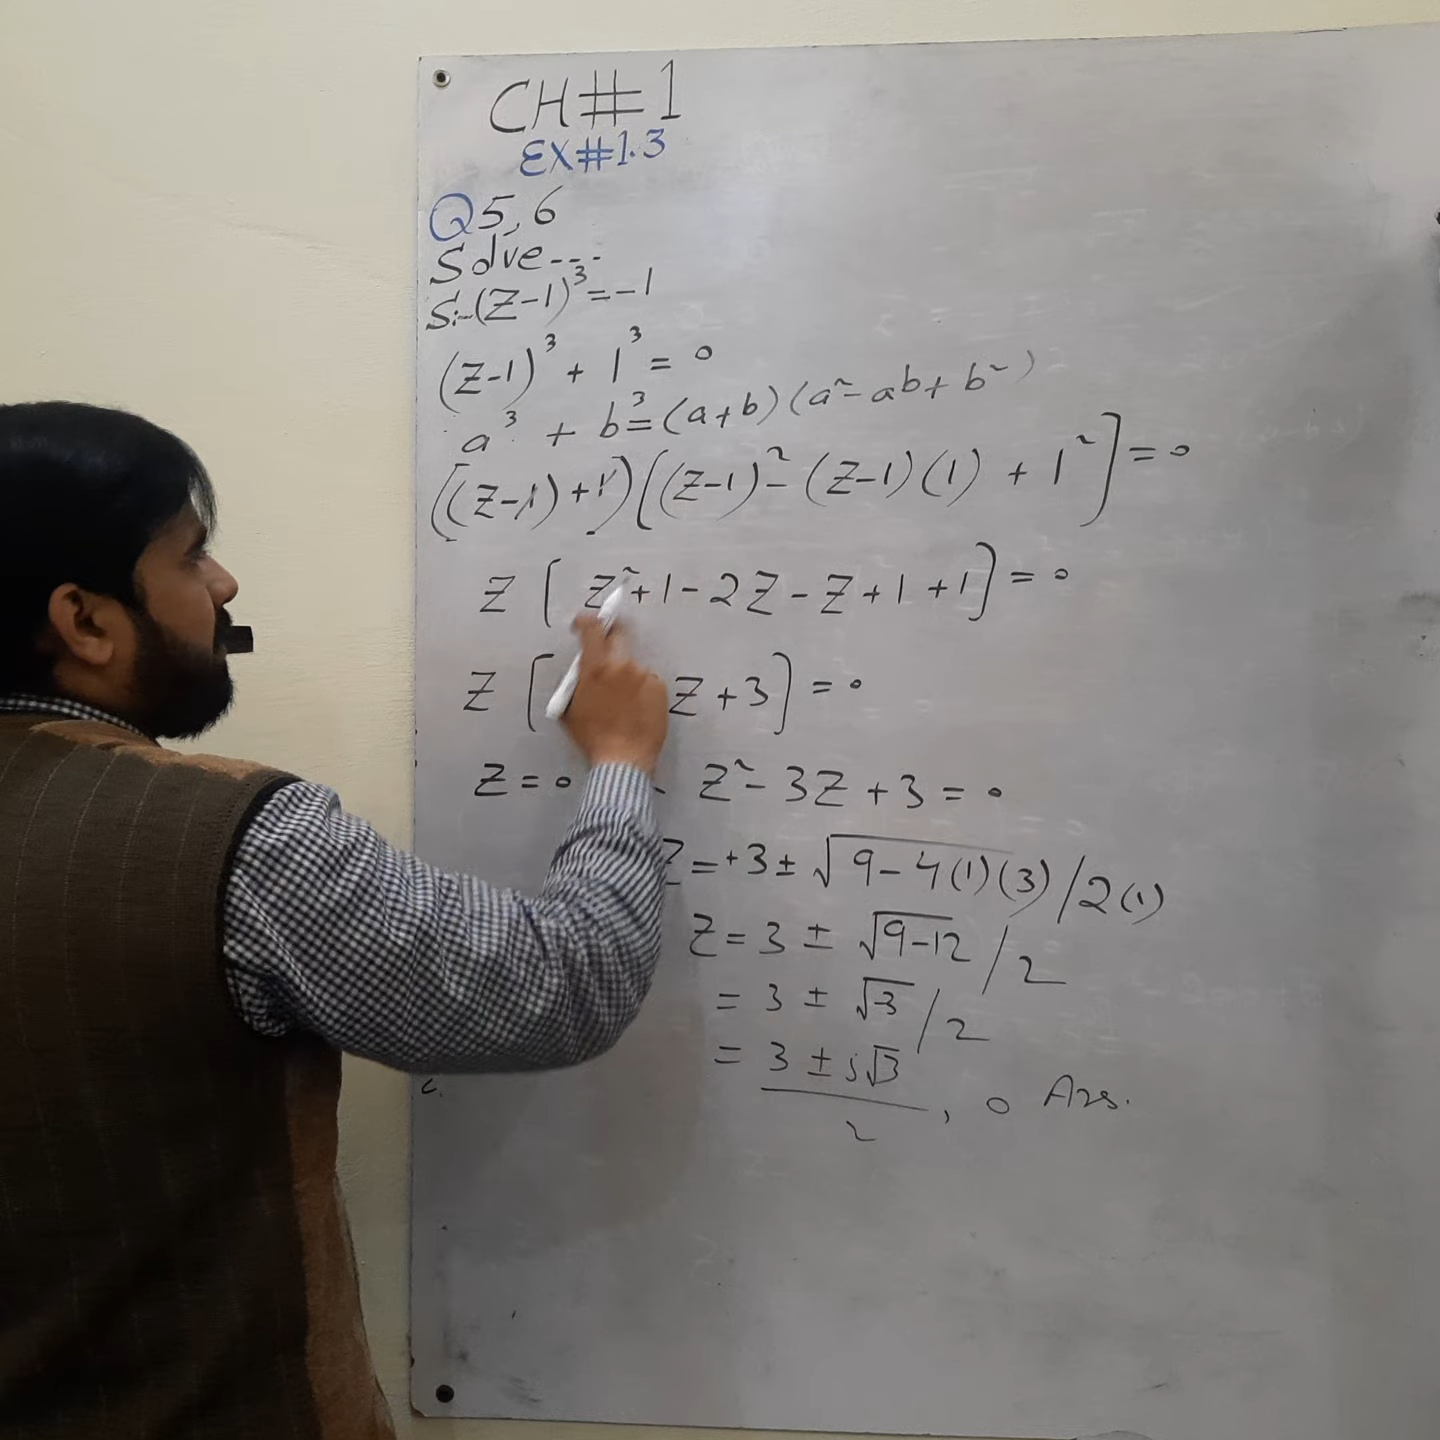 CH#1
EX#1.3
Q5,6
Solve---
S:-(Z-1)³=-1
(Z-1)³ + 1³ = 0
a³ + b³=(a+b)(a²-ab+b²)
((Z-1)+1)[(Z-1)²-(Z-1)(1) + 1²]=0
Z [ Z²+1-2Z-Z+1+1]=0
Z [ Z+3]=0
Z=0 Z²-3Z+3=0
Z=+3±√9-4(1)(3)/2(1)
Z=3±√9-12/2
= 3 ± √3/2
= 3 ± i√3/2, 0 Ans.